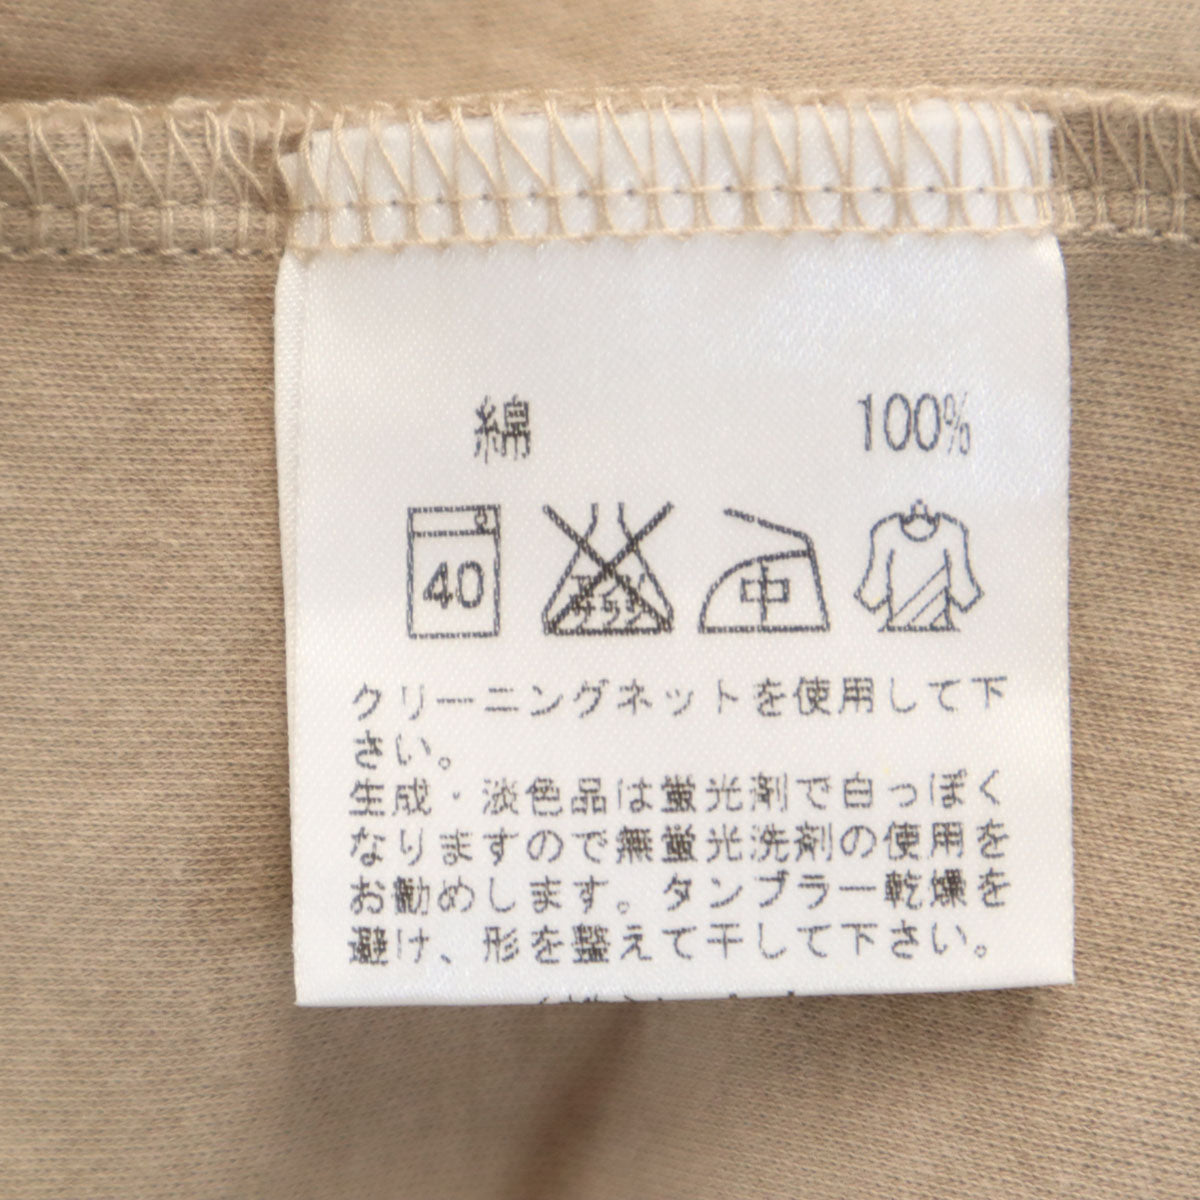 綿 100%
40 中
クリーニングネットを使用して下
さい。
生成・淡色品は蛍光剤で白っぽく
なりますので無蛍光洗剤の使用を
お勧めします。タンブラー乾燥を
避け、形を整えて干して下さい。